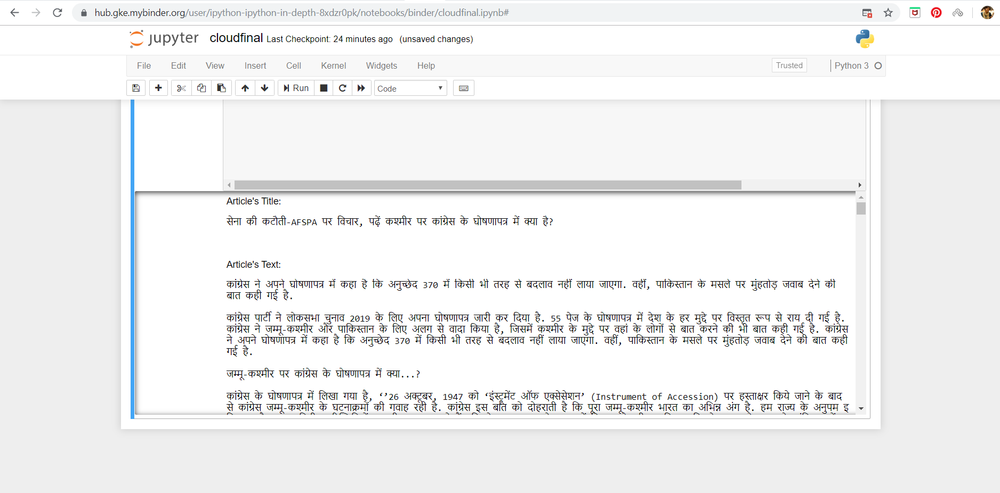 hub.gke.mybinder.org/user/ipython-ipython-in-depth-8xdzr0pk/notebooks/binder/cloudfinal.ipynb#
jupyter cloudfinal Last Checkpoint: 24 minutes ago (unsaved changes)
File Edit View Insert Cell Kernel Widgets Help Trusted Python 3
Run Code
Article's Title:
सेना की कटौती-AFSPA पर विचार, पढ़ें कश्मीर पर कांग्रेस के घोषणापत्र में क्या है?
Article's Text:
कांग्रेस ने अपने घोषणापत्र में कहा है कि अनुच्छेद 370 में किसी भी तरह से बदलाव नहीं लाया जाएगा. वहीं, पाकिस्तान के मसले पर मुंहतोड़ जवाब देने की
बात कही गई है.
कांग्रेस पार्टी ने लोकसभा चुनाव 2019 के लिए अपना घोषणापत्र जारी कर दिया है. 55 पेज के घोषणापत्र में देश के हर मुद्दे पर विस्तृत रूप से राय दी गई है.
कांग्रेस ने जम्मू-कश्मीर और पाकिस्तान के लिए अलग से वादा किया है, जिसमें कश्मीर के मुद्दे पर वहां के लोगों से बात करने की भी बात कही गई है. कांग्रेस
ने अपने घोषणापत्र में कहा है कि अनुच्छेद 370 में किसी भी तरह से बदलाव नहीं लाया जाएगा. वहीं, पाकिस्तान के मसले पर मुंहतोड़ जवाब देने की बात कही
गई है.
जम्मू-कश्मीर पर कांग्रेस के घोषणापत्र में क्या...?
कांग्रेस के घोषणापत्र में लिखा गया है, ‘’26 अक्टूबर, 1947 को ‘इंस्ट्रूमेंट ऑफ एक्सेसेशन’ (Instrument of Accession) पर हस्ताक्षर किये जाने के बाद
से कांग्रेस जम्मू-कश्मीर के घटनाक्रमों की गवाह रही है. कांग्रेस इस बात को दोहराती है कि पूरा जम्मू-कश्मीर भारत का अभिन्न अंग है. हम राज्य के अनुपम इ